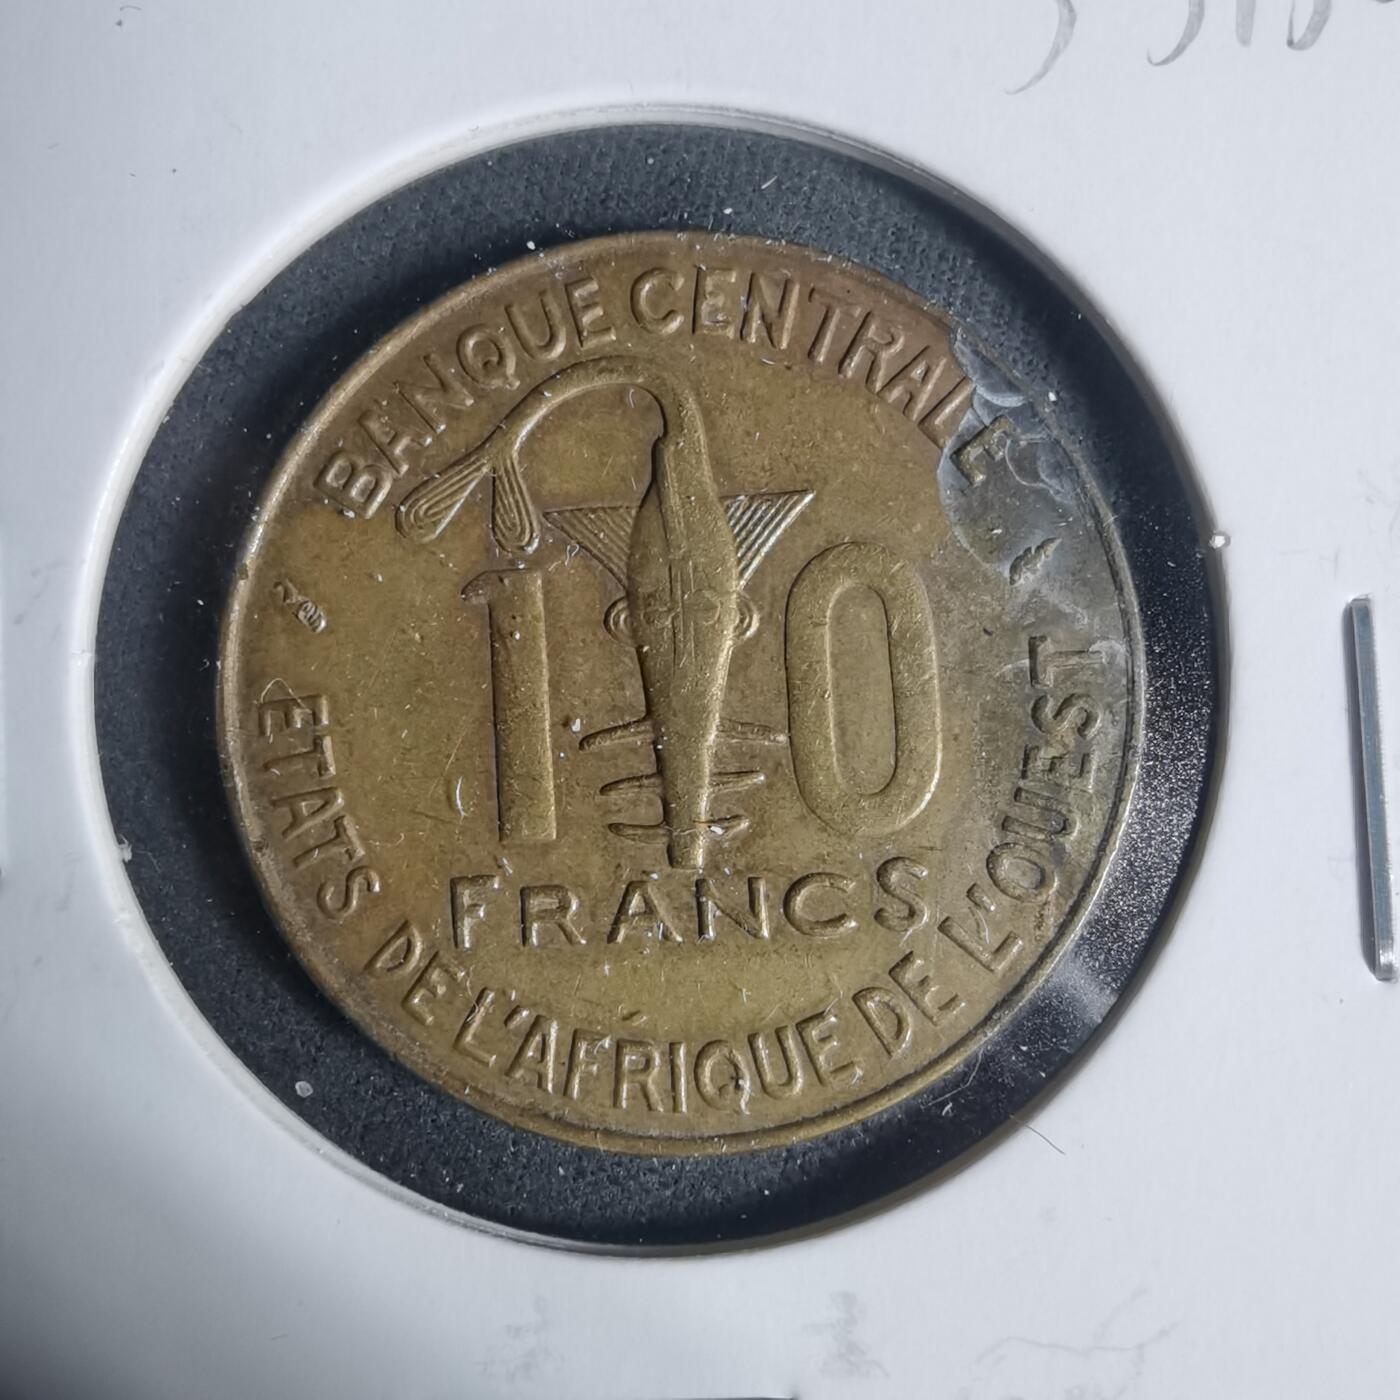 BANQUE CENTRALE
10
FRANCS
ETATS DE L'AFRIQUE DE L'OUEST